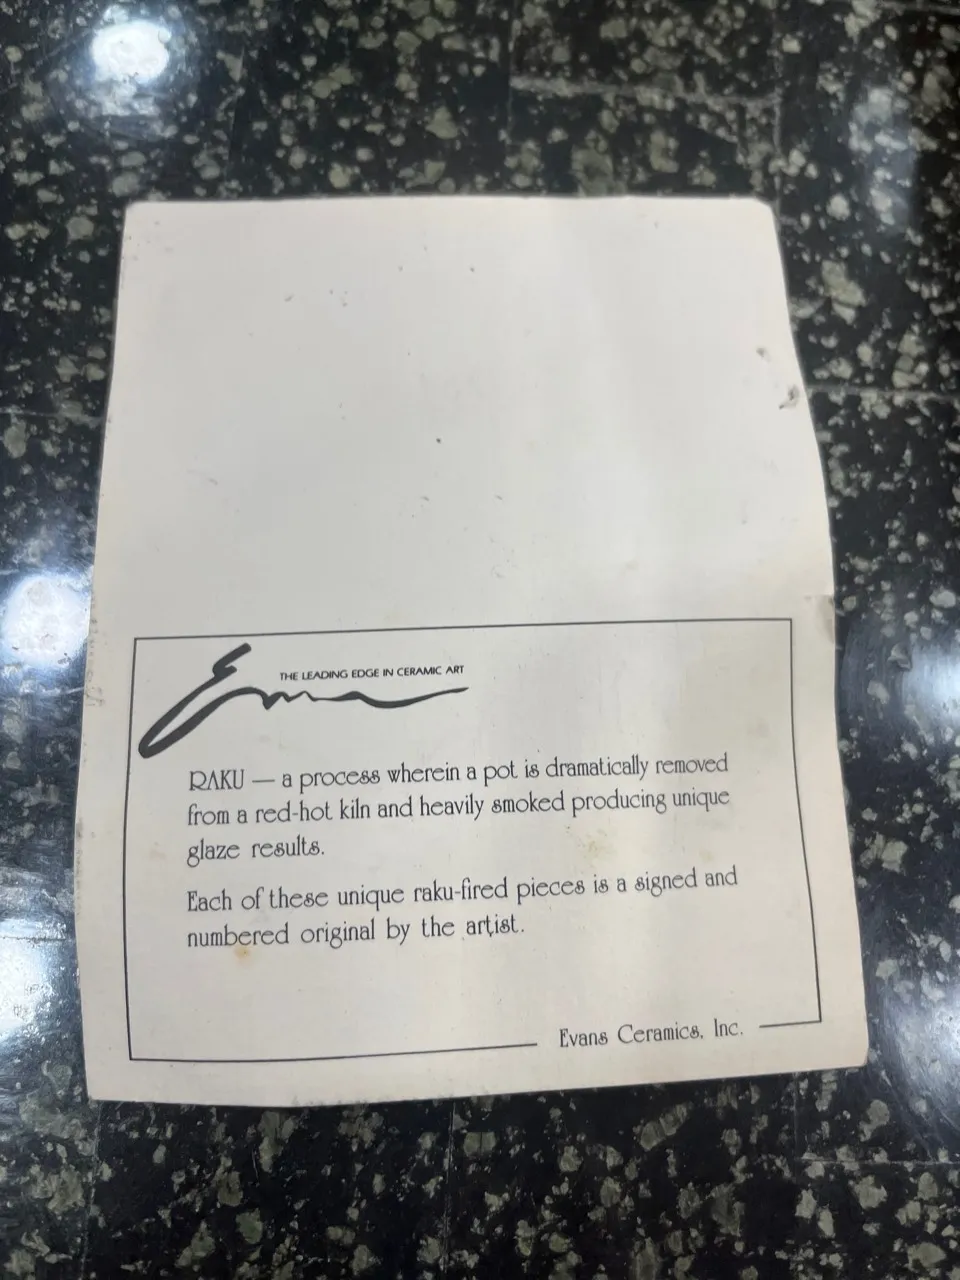 THE LEADING EDGE IN CERAMIC ART
RAKU — a process wherein a pot is dramatically removed
from a red-hot kiln and heavily smoked producing unique
glaze results.
Each of these unique raku-fired pieces is a signed and
numbered original by the artist.
Evans Ceramics, Inc.